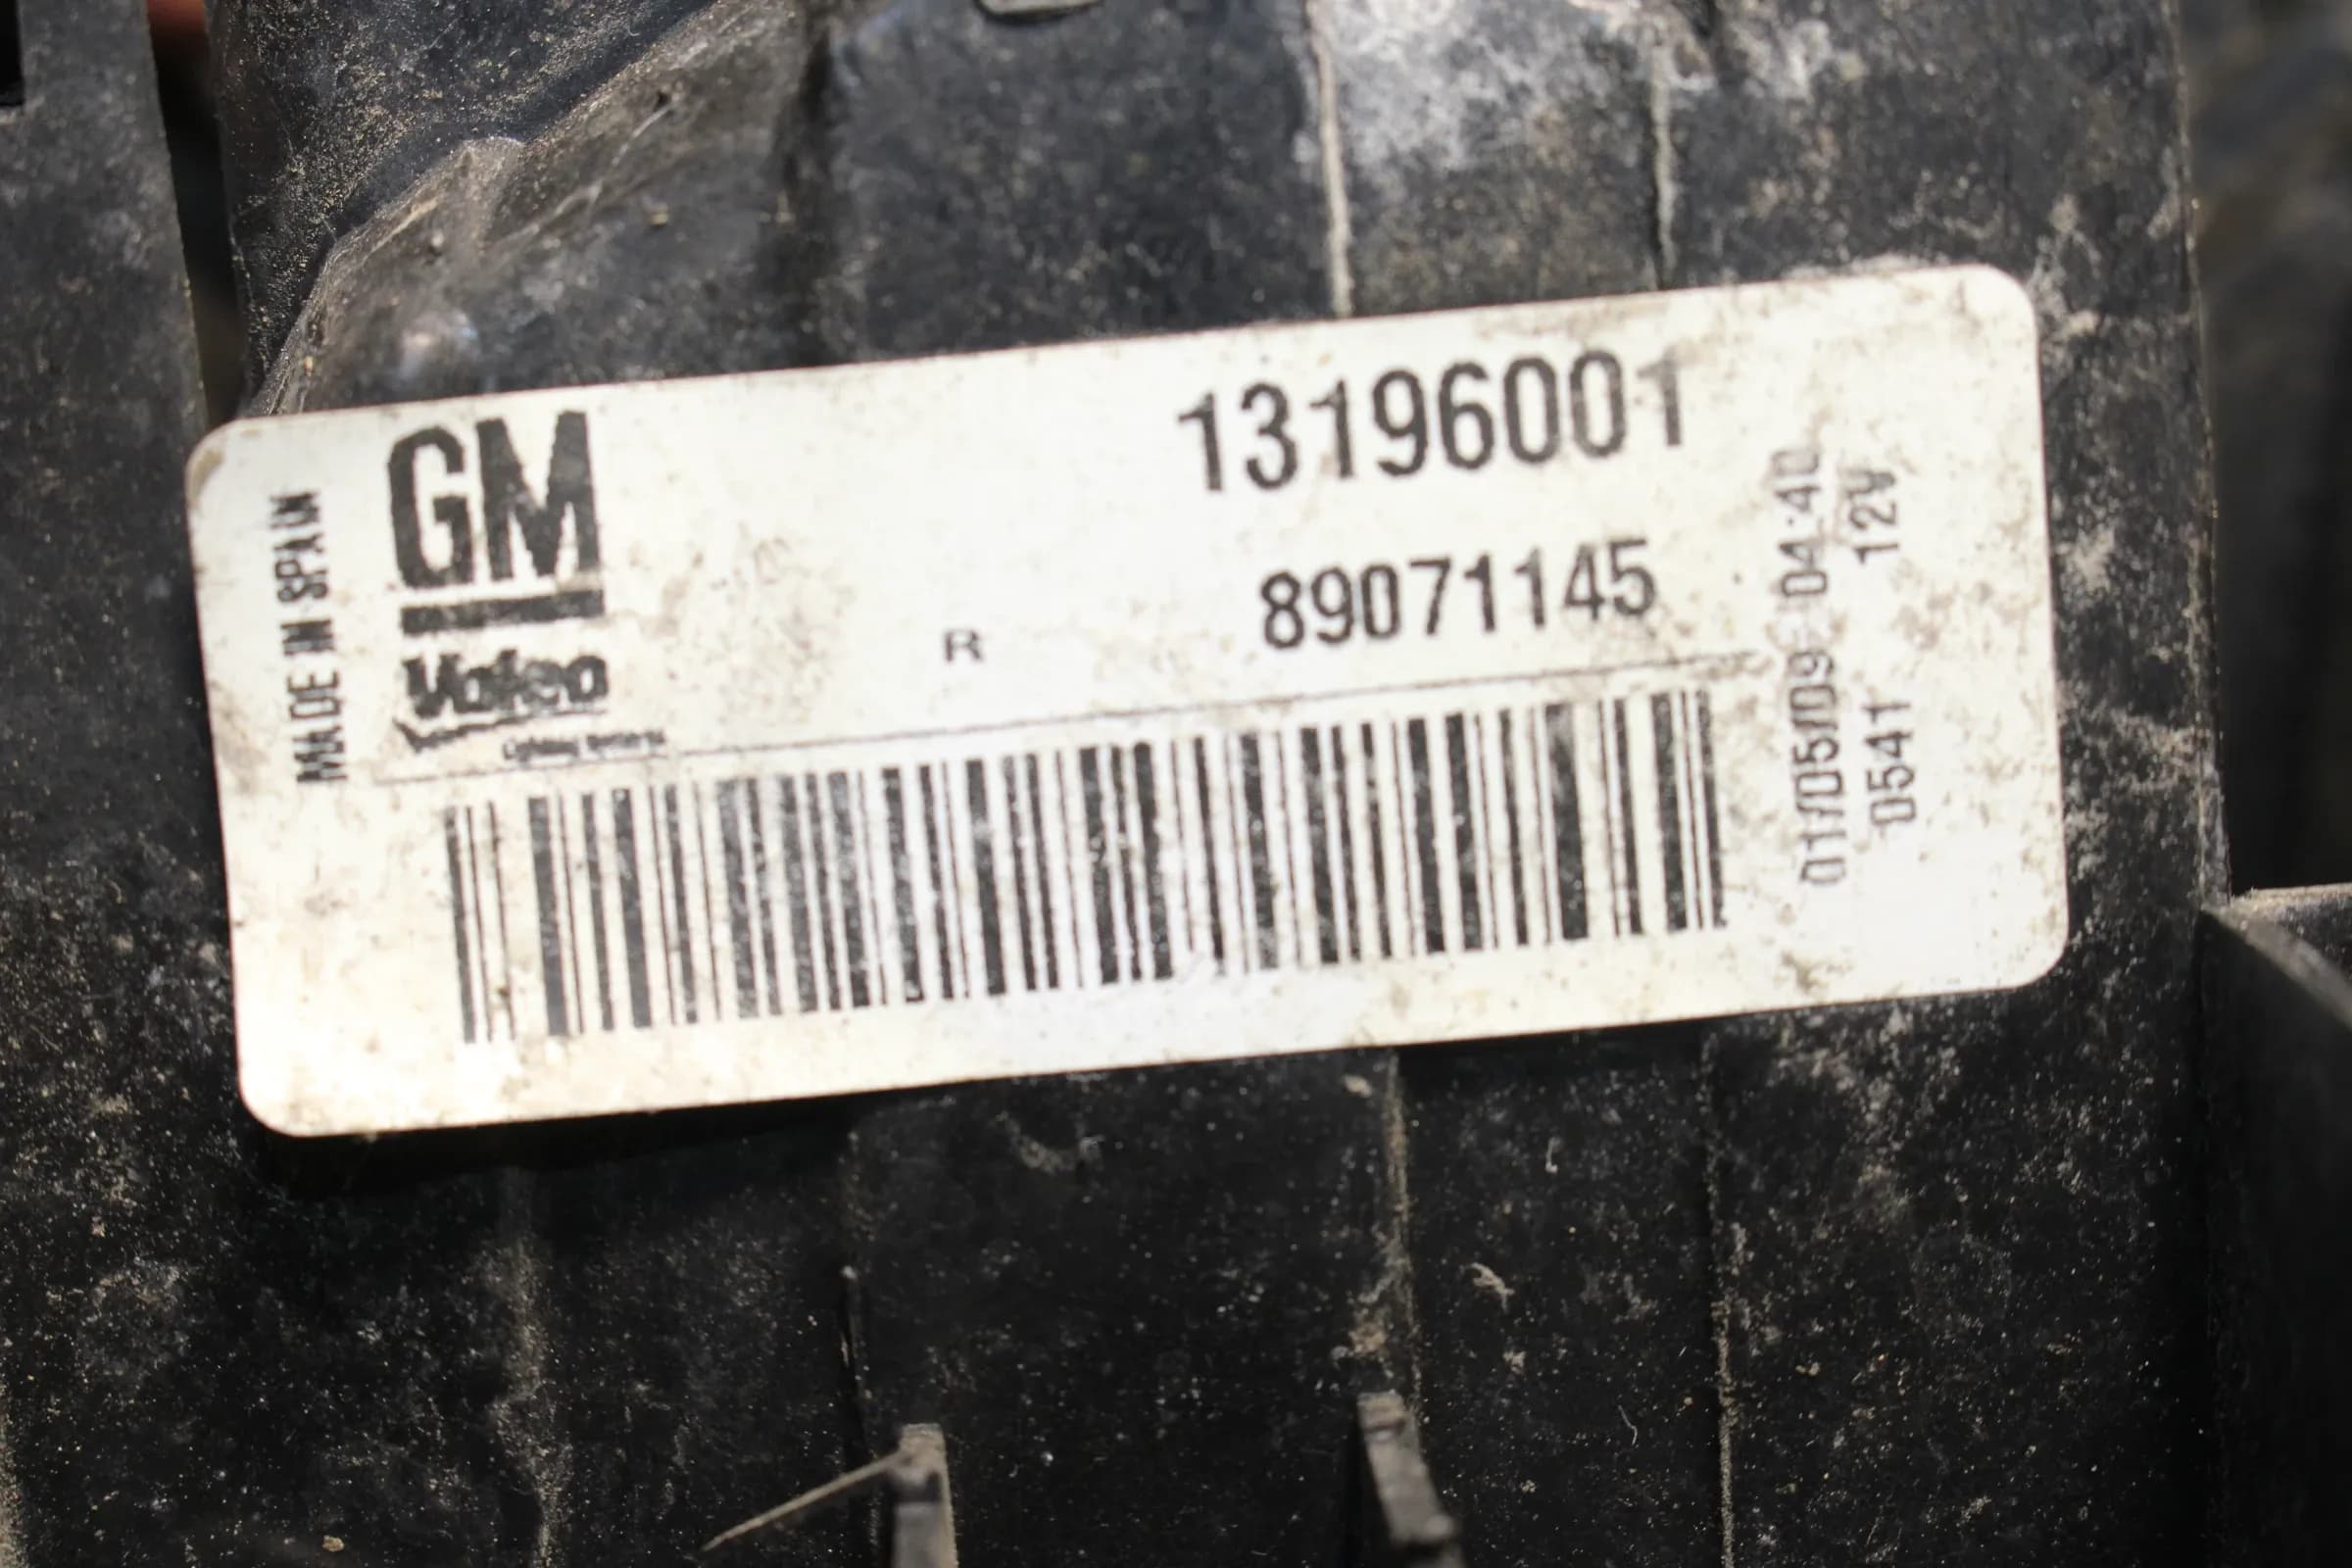 MADE IN SPAIN
GM
Valeo
13196001
R
89071145
01/05/09 04:40
0541 12V